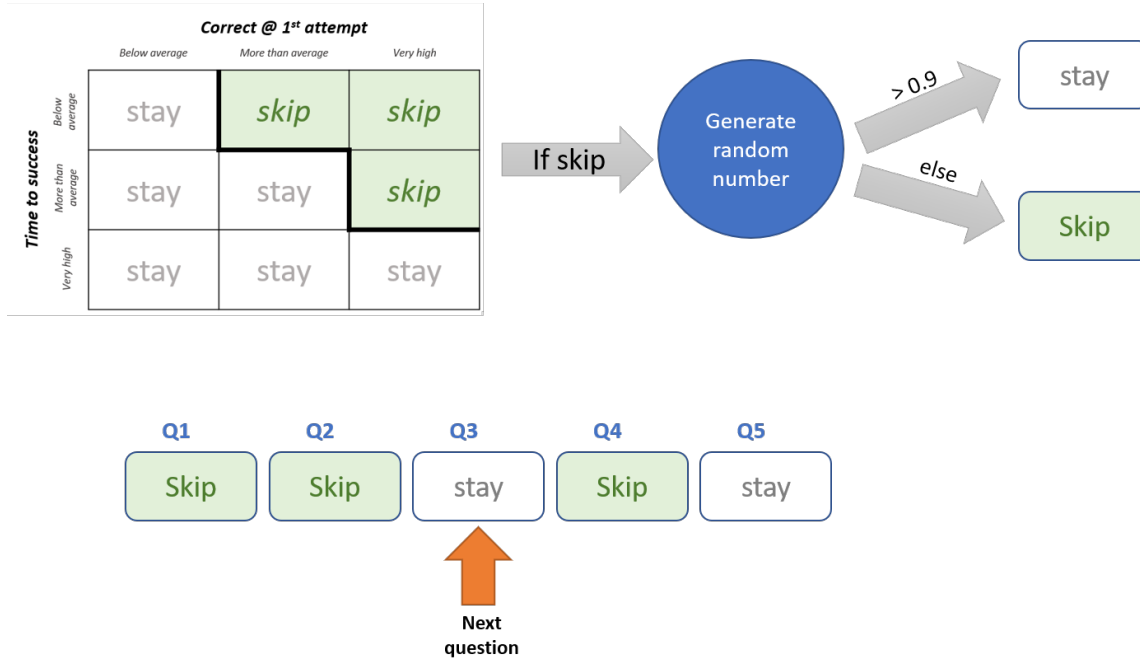 Correct @ 1st attempt
Below average
More than average
Very high
Time to success
Below
average
stay
skip
skip
More than
average
stay
stay
skip
Very high
stay
stay
stay
If skip
Generate
random
number
> 0.9
stay
else
Skip
Q1
Q2
Q3
Q4
Q5
Skip
Skip
stay
Skip
stay
Next
question